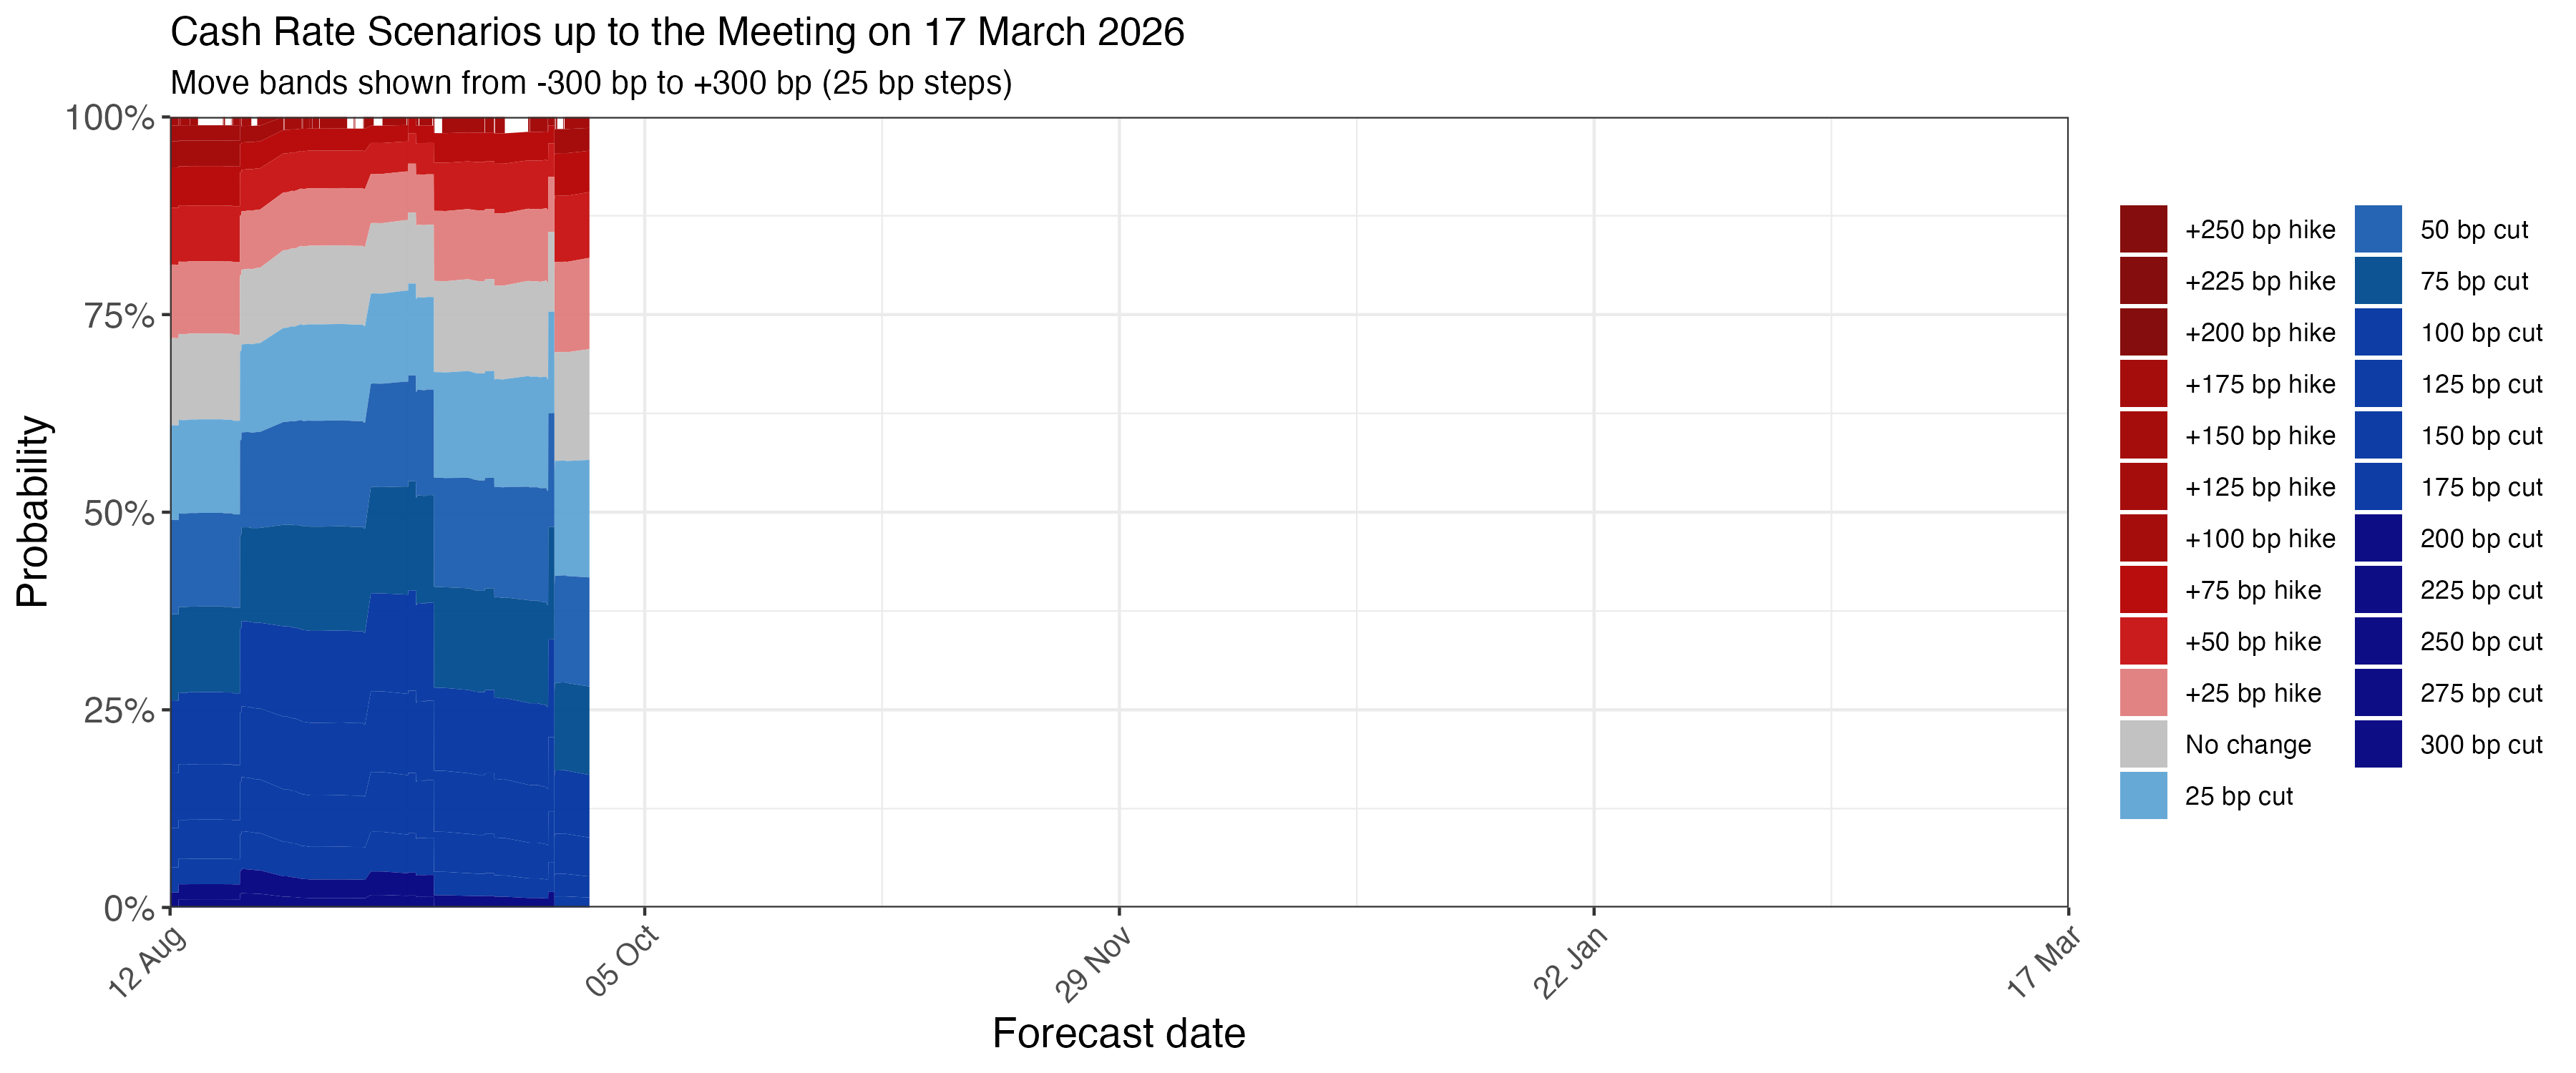 Cash Rate Scenarios up to the Meeting on 17 March 2026
Move bands shown from -300 bp to +300 bp (25 bp steps)
Probability
100%
75%
50%
25%
0%
12 Aug
05 Oct
29 Nov
22 Jan
17 Mar
Forecast date
+250 bp hike
+225 bp hike
+200 bp hike
+175 bp hike
+150 bp hike
+125 bp hike
+100 bp hike
+75 bp hike
+50 bp hike
+25 bp hike
No change
25 bp cut
50 bp cut
75 bp cut
100 bp cut
125 bp cut
150 bp cut
175 bp cut
200 bp cut
225 bp cut
250 bp cut
275 bp cut
300 bp cut